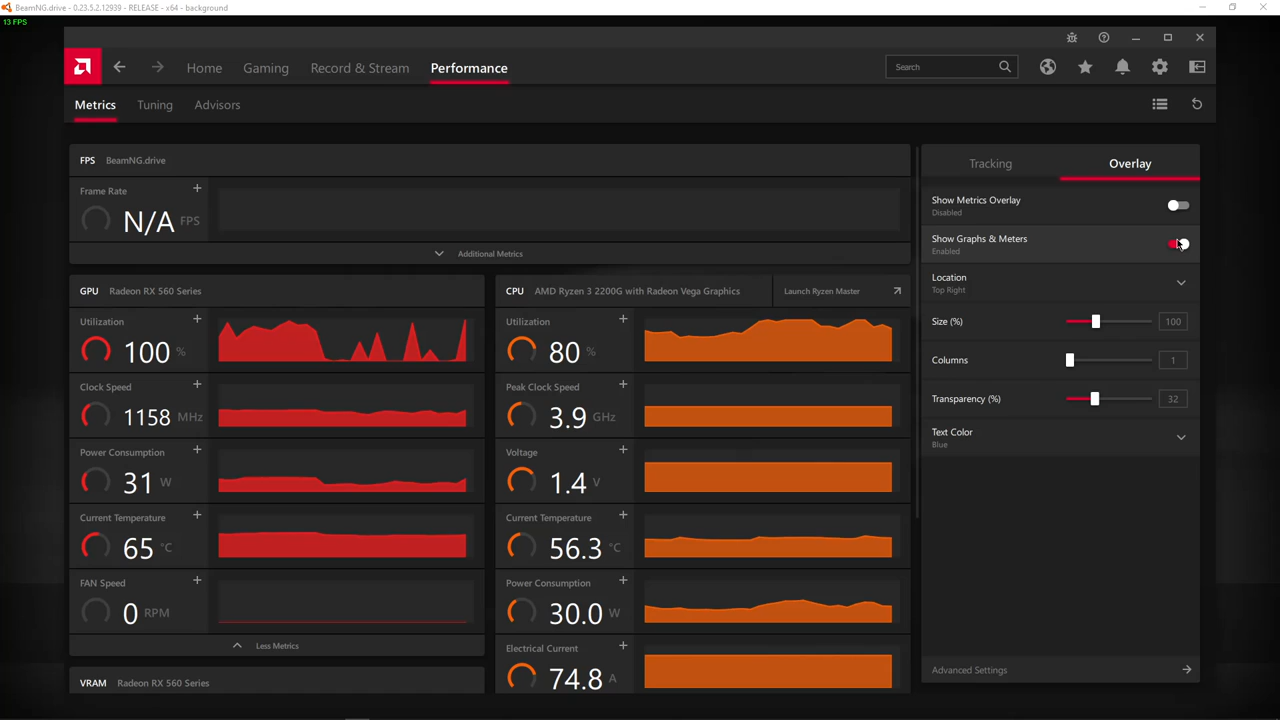 BeamNG.drive - 0.23.5.2.12939 - RELEASE - x64 - background
13 FPS
Home
Gaming
Record & Stream
Performance
Search
Metrics
Tuning
Advisors
FPS BeamNG.drive
Frame Rate
N/A FPS
Additional Metrics
GPU Radeon RX 560 Series
Utilization
100 %
Clock Speed
1158 MHz
Power Consumption
31 W
Current Temperature
65 °C
FAN Speed
0 RPM
Less Metrics
VRAM Radeon RX 560 Series
CPU AMD Ryzen 3 2200G with Radeon Vega Graphics
Launch Ryzen Master
Utilization
80 %
Peak Clock Speed
3.9 GHz
Voltage
1.4 V
Current Temperature
56.3 °C
Power Consumption
30.0 W
Electrical Current
74.8 A
Tracking
Overlay
Show Metrics Overlay
Disabled
Show Graphs & Meters
Enabled
Location
Top Right
Size (%) 100
Columns 1
Transparency (%) 32
Text Color
Blue
Advanced Settings